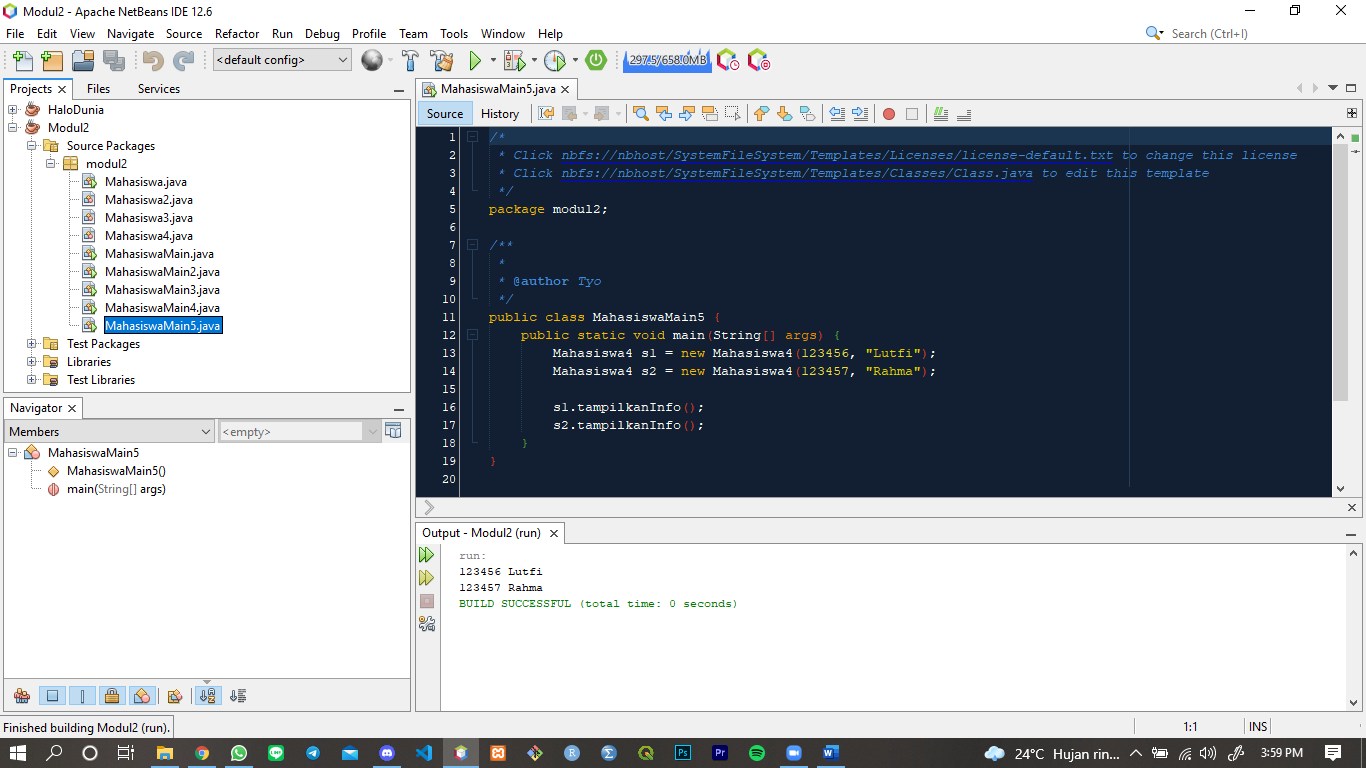 Modul2 - Apache NetBeans IDE 12.6
File Edit View Navigate Source Refactor Run Debug Profile Team Tools Window Help
Search (Ctrl+I)
<default config>
297.5/658.0MB
Projects Files Services
HaloDunia
Modul2
Source Packages
modul2
Mahasiswa.java
Mahasiswa2.java
Mahasiswa3.java
Mahasiswa4.java
MahasiswaMain.java
MahasiswaMain2.java
MahasiswaMain3.java
MahasiswaMain4.java
MahasiswaMain5.java
Test Packages
Libraries
Test Libraries
Navigator
Members <empty>
MahasiswaMain5
MahasiswaMain5()
main(String[] args)
MahasiswaMain5.java
Source History
1 /*
2 * Click nbfs://nbhost/SystemFileSystem/Templates/Licenses/license-default.txt to change this license
3 * Click nbfs://nbhost/SystemFileSystem/Templates/Classes/Class.java to edit this template
4 */
5 package modul2;
6
7 /**
8 *
9 * @author Tyo
10 */
11 public class MahasiswaMain5 {
12 public static void main(String[] args) {
13 Mahasiswa4 s1 = new Mahasiswa4(123456, "Lutfi");
14 Mahasiswa4 s2 = new Mahasiswa4(123457, "Rahma");
15
16 s1.tampilkanInfo();
17 s2.tampilkanInfo();
18 }
19 }
20
Output - Modul2 (run)
run:
123456 Lutfi
123457 Rahma
BUILD SUCCESSFUL (total time: 0 seconds)
Finished building Modul2 (run).
1:1 INS
24°C Hujan rin... 3:59 PM